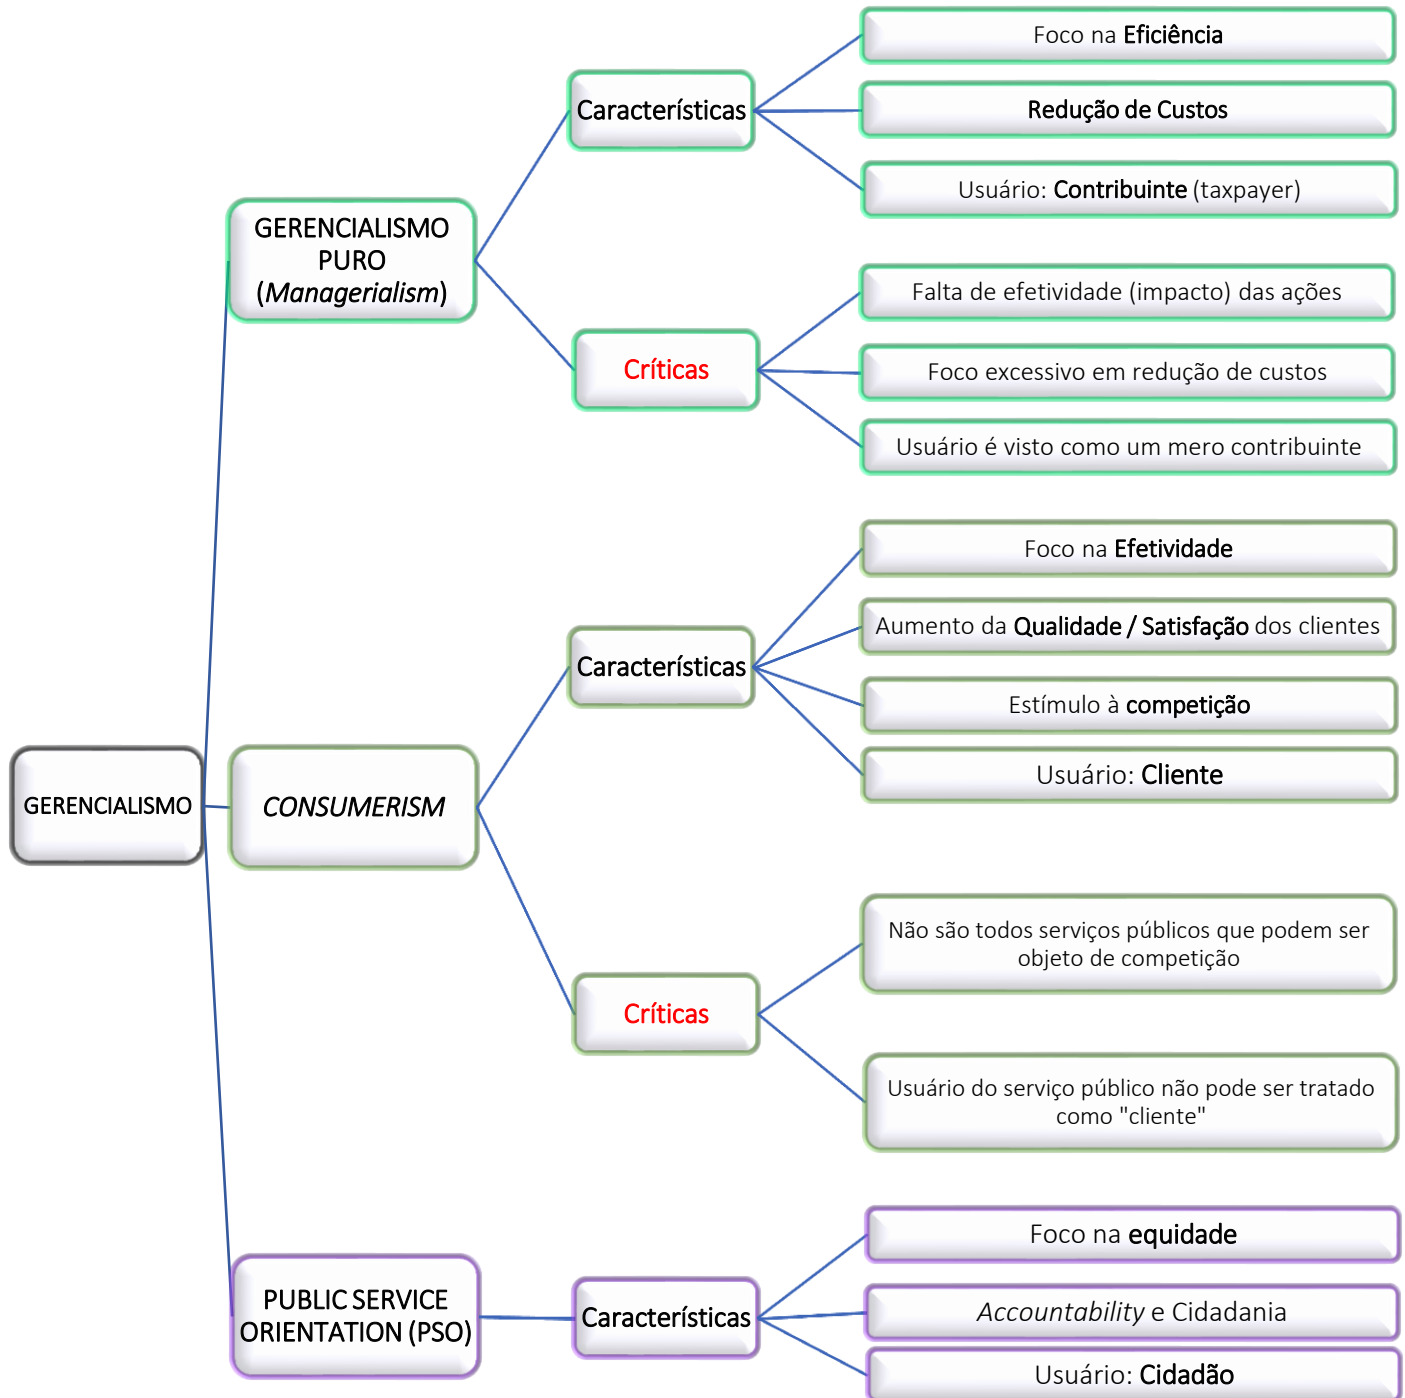 Foco na Eficiência
Característícas
Redução de Custos
Usuário: Contribuinte (taxpayer)
GERENCIALISMO
PURO
(Managerialism)
Falta de efetividade (impacto) das ações
Críticas
Foco excessivo em redução de custos
Usuário é visto como um mero contribuinte
Foco na Efetividade
Aumento da Qualidade / Satisfação dos clientes
Característícas
Estímulo à competição
Usuário: Cliente
GERENCIALISMO
CONSUMERISM
Não são todos serviços públicos que podem ser
objeto de competição
Críticas
Usuário do serviço público não pode ser tratado
como "cliente"
Foco na equidade
PUBLIC SERVICE
ORIENTATION (PSO)
Característícas
Accountability e Cidadania
Usuário: Cidadão